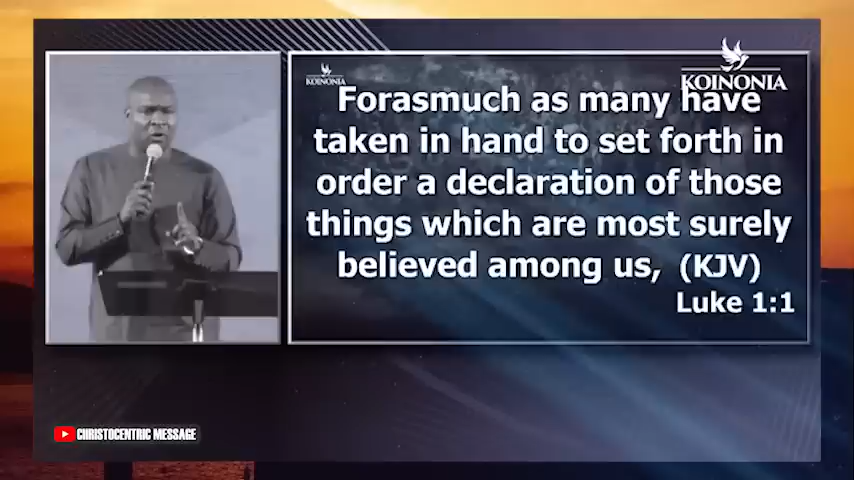 KOINONIA
KOINONIA
Forasmuch as many have
taken in hand to set forth in
order a declaration of those
things which are most surely
believed among us, (KJV)
Luke 1:1
CHRISTOCENTRIC MESSAGE